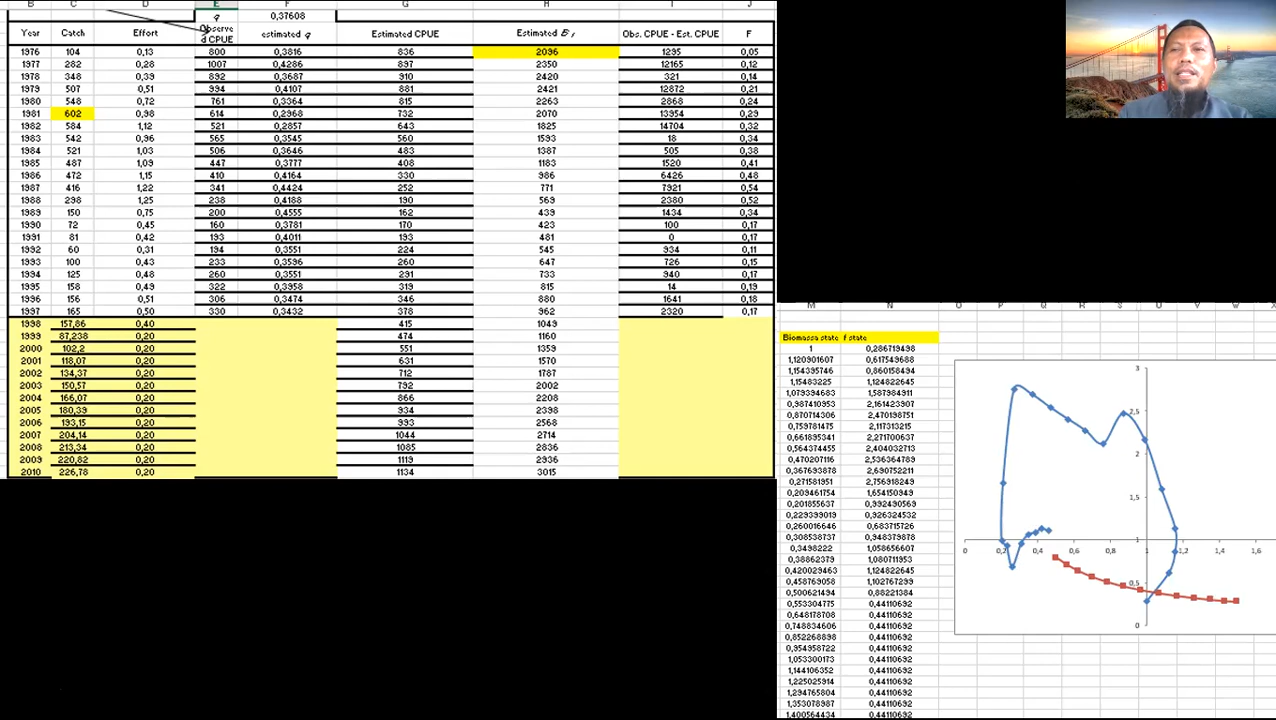 B C D E F G H I J
q 0,37608
Year Catch Effort Observed CPUE estimated q Estimated CPUE Estimated B Obs. CPUE - Est. CPUE F
1976 104 0,13 800 0,3816 836 2096 1295 0,05
1977 282 0,28 1007 0,4286 897 2350 12165 0,12
1978 348 0,39 892 0,3687 910 2420 321 0,14
1979 507 0,51 994 0,4107 881 2421 12872 0,21
1980 548 0,72 761 0,3364 815 2263 2868 0,24
1981 602 0,98 614 0,2968 732 2070 13954 0,29
1982 584 1,12 521 0,2857 643 1825 14704 0,32
1983 542 0,96 565 0,3545 560 1593 18 0,34
1984 521 1,03 506 0,3646 483 1387 505 0,38
1985 487 1,09 447 0,3777 408 1183 1520 0,41
1986 472 1,15 410 0,4164 330 986 6426 0,48
1987 416 1,22 341 0,4424 252 771 7921 0,54
1988 298 1,25 238 0,4188 190 569 2380 0,52
1989 150 0,75 200 0,4555 162 439 1434 0,34
1990 72 0,45 160 0,3781 170 423 100 0,17
1991 81 0,42 193 0,4011 193 481 0 0,17
1992 60 0,31 194 0,3551 224 545 934 0,11
1993 100 0,43 233 0,3596 260 647 726 0,15
1994 125 0,48 260 0,3551 291 733 940 0,17
1995 158 0,49 322 0,3958 319 815 14 0,19
1996 156 0,51 306 0,3474 346 880 1641 0,18
1997 165 0,50 330 0,3432 378 962 2320 0,17
1998 157,86 0,40 415 1049
1999 87,238 0,20 474 1160
2000 102,2 0,20 551 1359
2001 118,07 0,20 631 1570
2002 134,37 0,20 712 1787
2003 150,57 0,20 792 2002
2004 166,07 0,20 866 2208
2005 180,39 0,20 934 2398
2006 193,15 0,20 993 2568
2007 204,14 0,20 1044 2714
2008 213,34 0,20 1085 2836
2009 220,82 0,20 1119 2936
2010 226,78 0,20 1134 3015
M N O P Q R S T U V W
Biomassa state f state
1 0,286719498
1,120901607 0,617549688
1,154395746 0,860158494
1,15483225 1,124822645
1,079394683 1,587984911
0,987410953 2,161423907
0,870714306 2,470198751
0,759781475 2,117313215
0,661895341 2,271700637
0,564374455 2,404032713
0,470207116 2,536364789
0,367693878 2,690752211
0,271581951 2,756918249
0,209461754 1,654150949
0,201855637 0,992490569
0,229399019 0,926324532
0,260016646 0,683715726
0,308538737 0,948379878
0,3498222 1,058656607
0,38862379 1,080711953
0,420029463 1,124822645
0,458769058 1,102767299
0,500621494 0,88221384
0,553304775 0,44110692
0,648178708 0,44110692
0,748834606 0,44110692
0,852268898 0,44110692
0,954958722 0,44110692
1,053300173 0,44110692
1,144106352 0,44110692
1,225025914 0,44110692
1,294765804 0,44110692
1,353078987 0,44110692
1,400564434 0,44110692
3
2,5
2
1,5
1
0 0,2 0,4 0,6 0,8 1 1,2 1,4 1,6
0,5
0